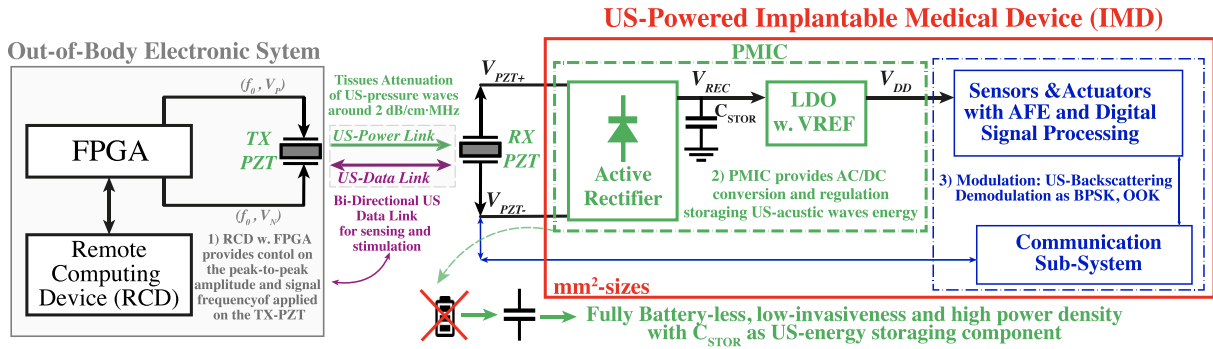 US-Powered Implantable Medical Device (IMD)
Out-of-Body Electronic Sytem
(f0 , VP)
FPGA
TX
PZT
(f0 , VN)
Remote
Computing
Device (RCD)
1) RCD w. FPGA
provides contol on
the peak-to-peak
amplitude and signal
frequencyof applied
on the TX-PZT
Tissues Attenuation
of US-pressure waves
around 2 dB/cm·MHz
US-Power Link
US-Data Link
Bi-Directional US
Data Link
for sensing and
stimulation
VPZT+
RX
PZT
VPZT-
PMIC
Active
Rectifier
VREC
CSTOR
LDO
w. VREF
VDD
2) PMIC provides AC/DC
conversion and regulation
storaging US-acustic waves energy
Sensors &Actuators
with AFE and Digital
Signal Processing
3) Modulation: US-Backscattering
Demodulation as BPSK, OOK
Communication
Sub-System
mm²-sizes
Fully Battery-less, low-invasiveness and high power density
with CSTOR as US-energy storaging component